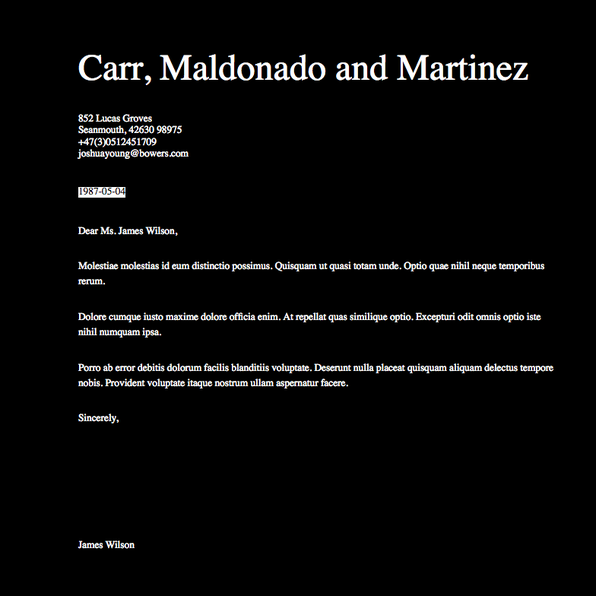 Carr, Maldonado and Martinez
852 Lucas Groves
Seanmouth, 42630 98975
+47(3)0512451709
joshuayoung@bowers.com
1987-05-04
Dear Ms. James Wilson,
Molestiae molestias id eum distinctio possimus. Quisquam ut quasi totam unde. Optio quae nihil neque temporibus
rerum.
Dolore cumque iusto maxime dolore officia enim. At repellat quas similique optio. Excepturi odit omnis optio iste
nihil numquam ipsa.
Porro ab error debitis dolorum facilis blanditiis voluptate. Deserunt nulla placeat quisquam aliquam delectus tempore
nobis. Provident voluptate itaque nostrum ullam aspernatur facere.
Sincerely,
James Wilson